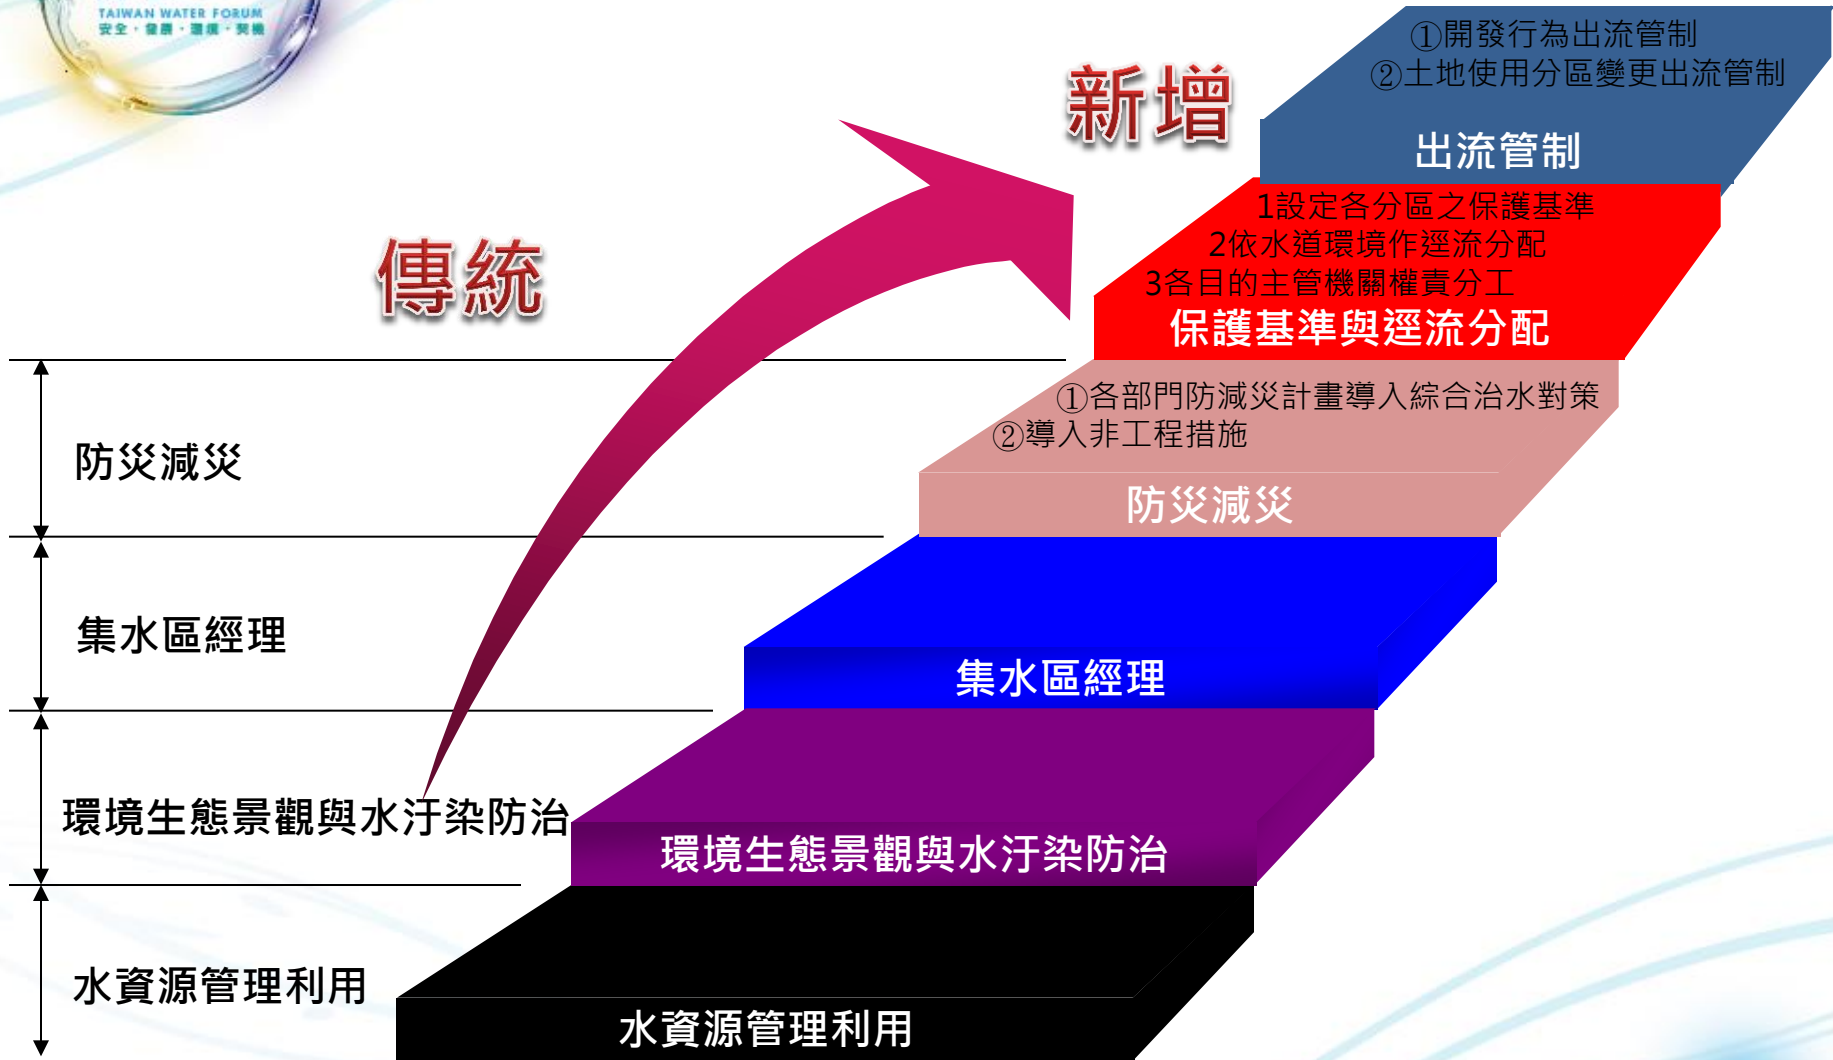 TAIWAN WATER FORUM
安全・發展・環境・契機
①開發行為出流管制
②土地使用分區變更出流管制
新增
出流管制
1設定各分區之保護基準
2依水道環境作逕流分配
3各目的主管機關權責分工
傳統
保護基準與逕流分配
①各部門防減災計畫導入綜合治水對策
②導入非工程措施
防災減災
防災減災
集水區經理
集水區經理
環境生態景觀與水汙染防治
環境生態景觀與水汙染防治
水資源管理利用
水資源管理利用